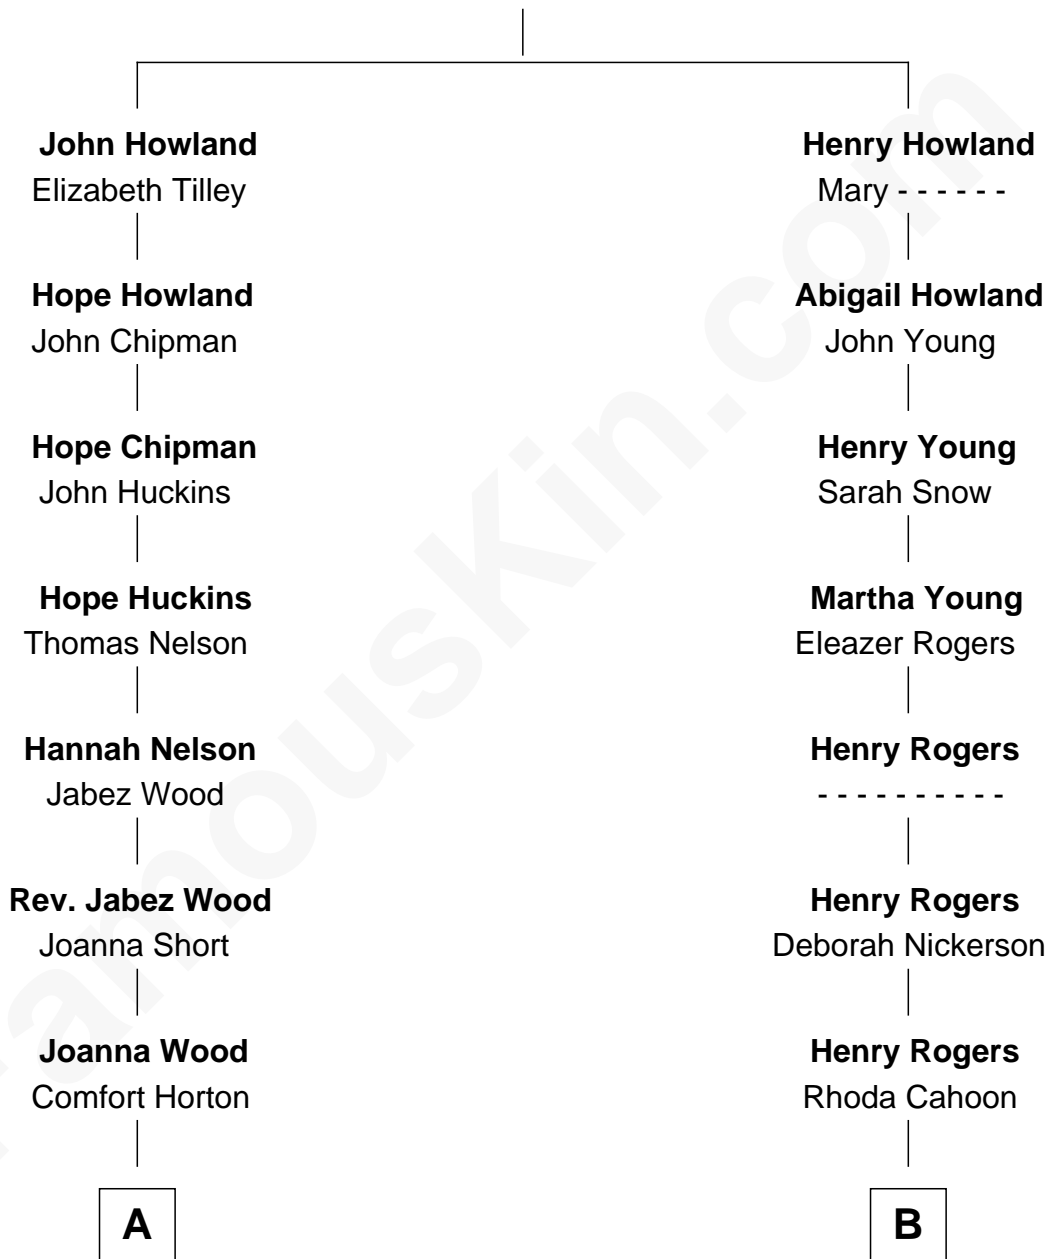 John Howland
Elizabeth Tilley
Henry Howland
Mary - - - - - -
Hope Howland
John Chipman
Abigail Howland
John Young
Hope Chipman
John Huckins
Henry Young
Sarah Snow
Hope Huckins
Thomas Nelson
Martha Young
Eleazer Rogers
Hannah Nelson
Jabez Wood
Henry Rogers
- - - - - - - - - -
Rev. Jabez Wood
Joanna Short
Henry Rogers
Deborah Nickerson
Joanna Wood
Comfort Horton
Henry Rogers
Rhoda Cahoon
A
B
FamousKin.com